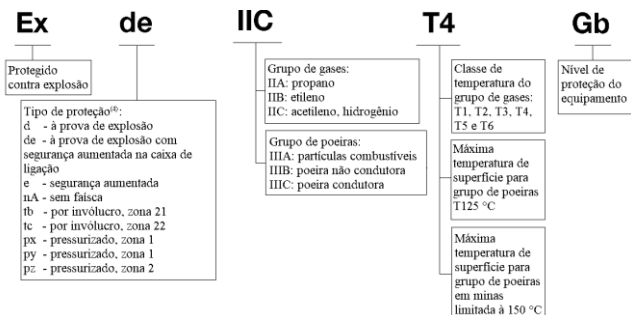 Ex de IIC T4 Gb
Protegido
contra explosão
Tipo de proteção⁽⁴⁾:
d - à prova de explosão
de - à prova de explosão com
segurança aumentada na caixa de
ligação
e - segurança aumentada
nA - sem faísca
tb - por invólucro, zona 21
tc - por invólucro, zona 22
px - pressurizado, zona 1
py - pressurizado, zona 1
pz - pressurizado, zona 2
Grupo de gases:
IIA: propano
IIB: etileno
IIC: acetileno, hidrogênio
Grupo de poeiras:
IIIA: partículas combustíveis
IIIB: poeira não condutora
IIIC: poeira condutora
Classe de
temperatura do
grupo de gases:
T1, T2, T3, T4,
T5 e T6
Máxima
temperatura de
superfície para
grupo de poeiras
T125 °C
Máxima
temperatura de
superfície para
grupo de poeiras
em minas
limitada à 150 °C
Nível de
proteção do
equipamento